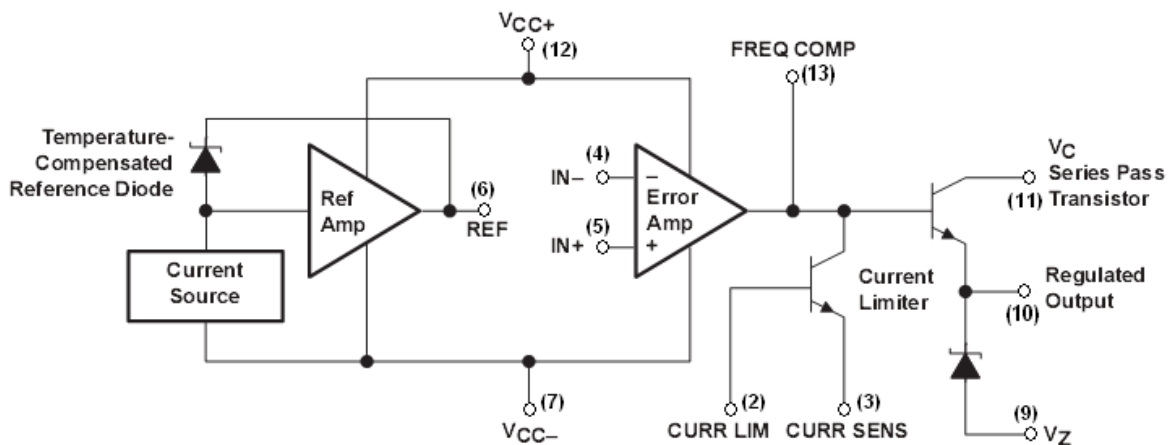 VCC+
(12)
FREQ COMP
(13)
Temperature-
Compensated
Reference Diode
Ref
Amp
(6)
REF
Current
Source
(4)
IN–
–
(5)
IN+
+
Error
Amp
VC
Series Pass
Transistor
(11)
Current
Limiter
Regulated
Output
(10)
(7)
VCC–
(2)
CURR LIM
(3)
CURR SENS
(9)
VZ